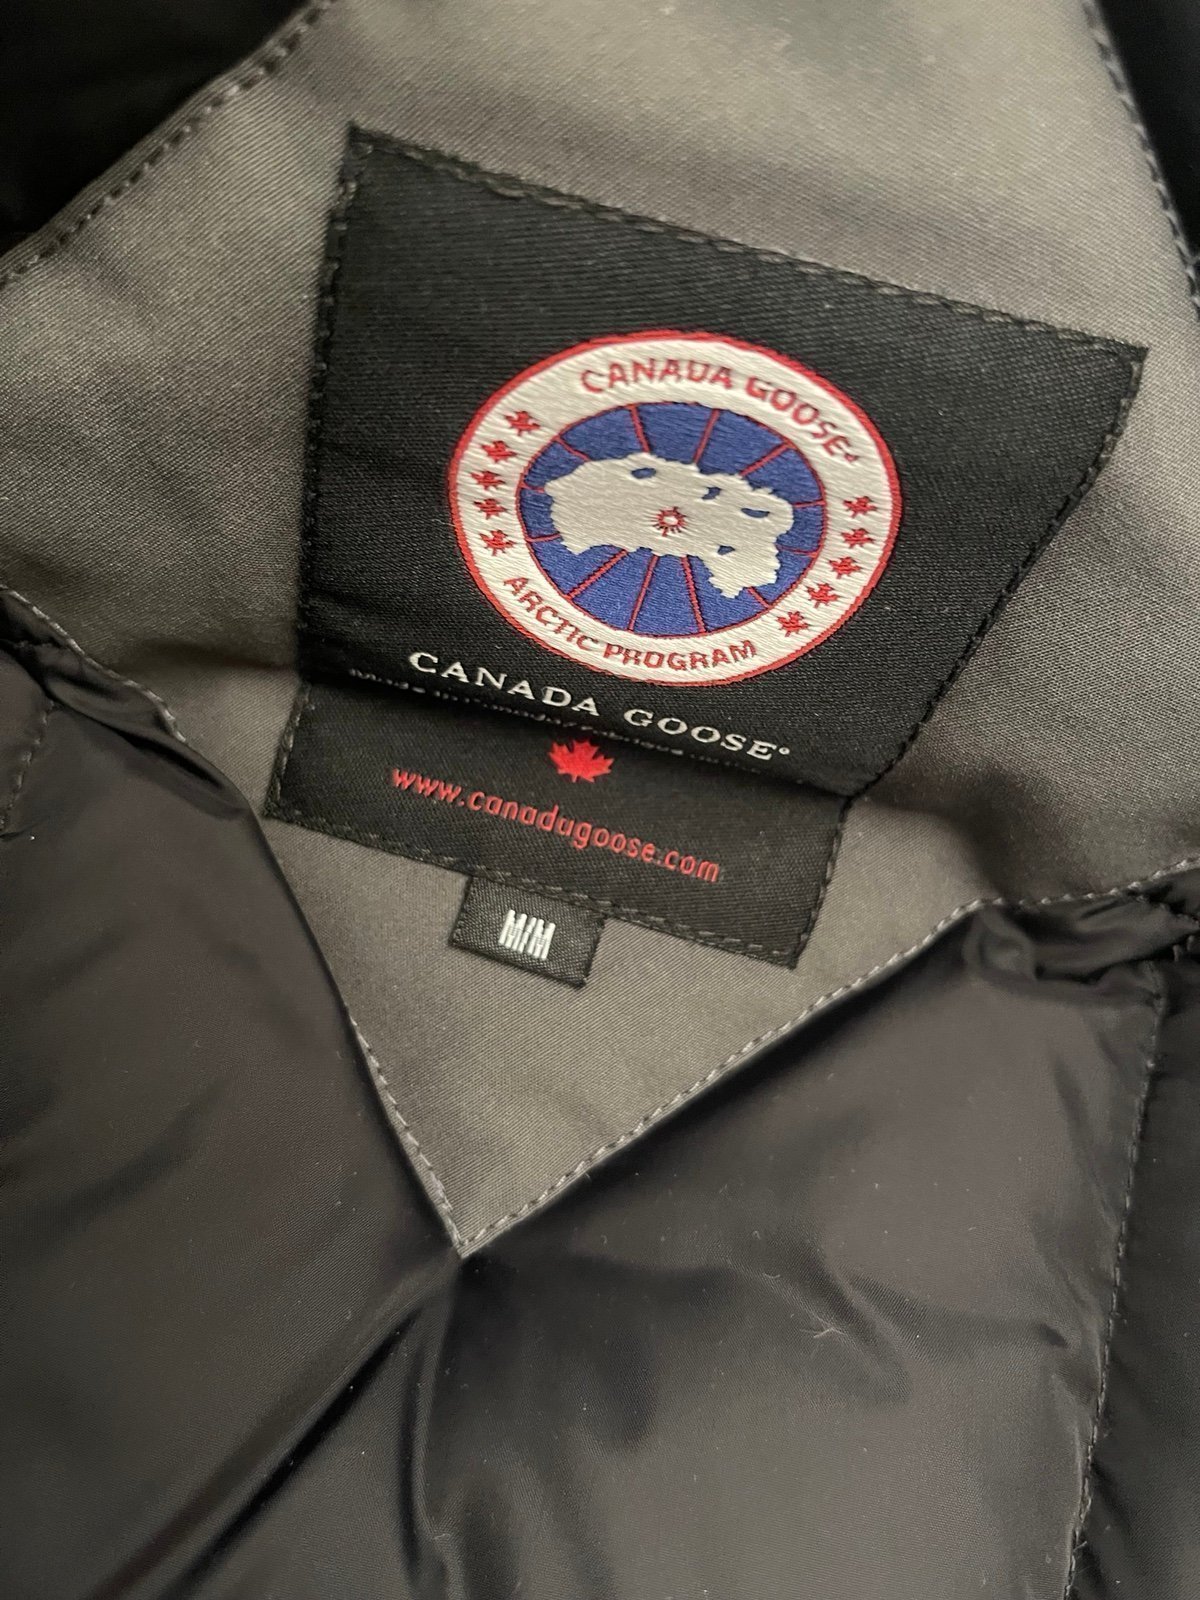 CANADA GOOSE®
ARCTIC PROGRAM
CANADA GOOSE®
www.canadagoose.com
M/M